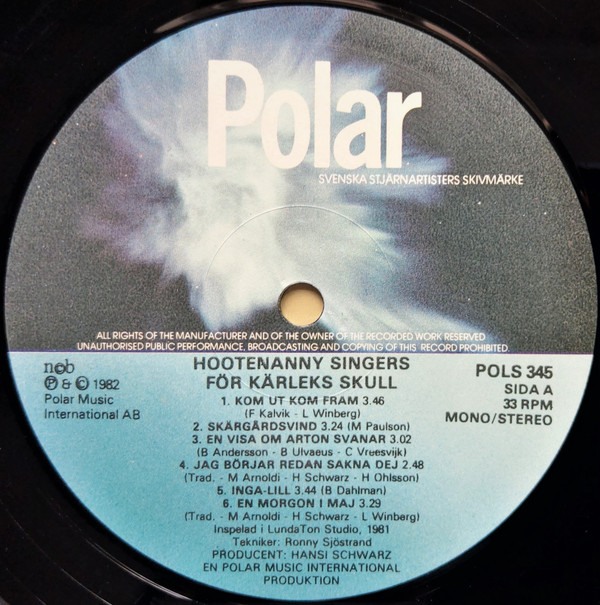 Polar
SVENSKA STJÄRNARTISTERS SKIVMÄRKE
ALL RIGHTS OF THE MANUFACTURER AND OF THE OWNER OF THE RECORDED WORK RESERVED
UNAUTHORISED PUBLIC PERFORMANCE, BROADCASTING AND COPYING OF THIS RECORD PROHIBITED.
ncb
Ⓟ & © 1982
Polar Music
International AB
HOOTENANNY SINGERS
FÖR KÄRLEKS SKULL
POLS 345
SIDA A
33 RPM
MONO/STEREO
1. KOM UT KOM FRAM 3.46
(F Kalvik - L Winberg)
2. SKÄRGÅRDSVIND 3.24 (M Paulson)
3. EN VISA OM ARTON SVANAR 3.02
(B Andersson - B Ulvaeus - C Vreesvijk)
4. JAG BÖRJAR REDAN SAKNA DEJ 2.48
(Trad. - M Arnoldi - H Schwarz - H Ohlsson)
5. INGA-LILL 3.44 (B Dahlman)
6. EN MORGON I MAJ 3.29
(Trad. - M Arnoldi - H Schwarz - L Winberg)
Inspelad i LundaTon Studio, 1981
Tekniker: Ronny Sjöstrand
PRODUCENT: HANSI SCHWARZ
EN POLAR MUSIC INTERNATIONAL
PRODUKTION